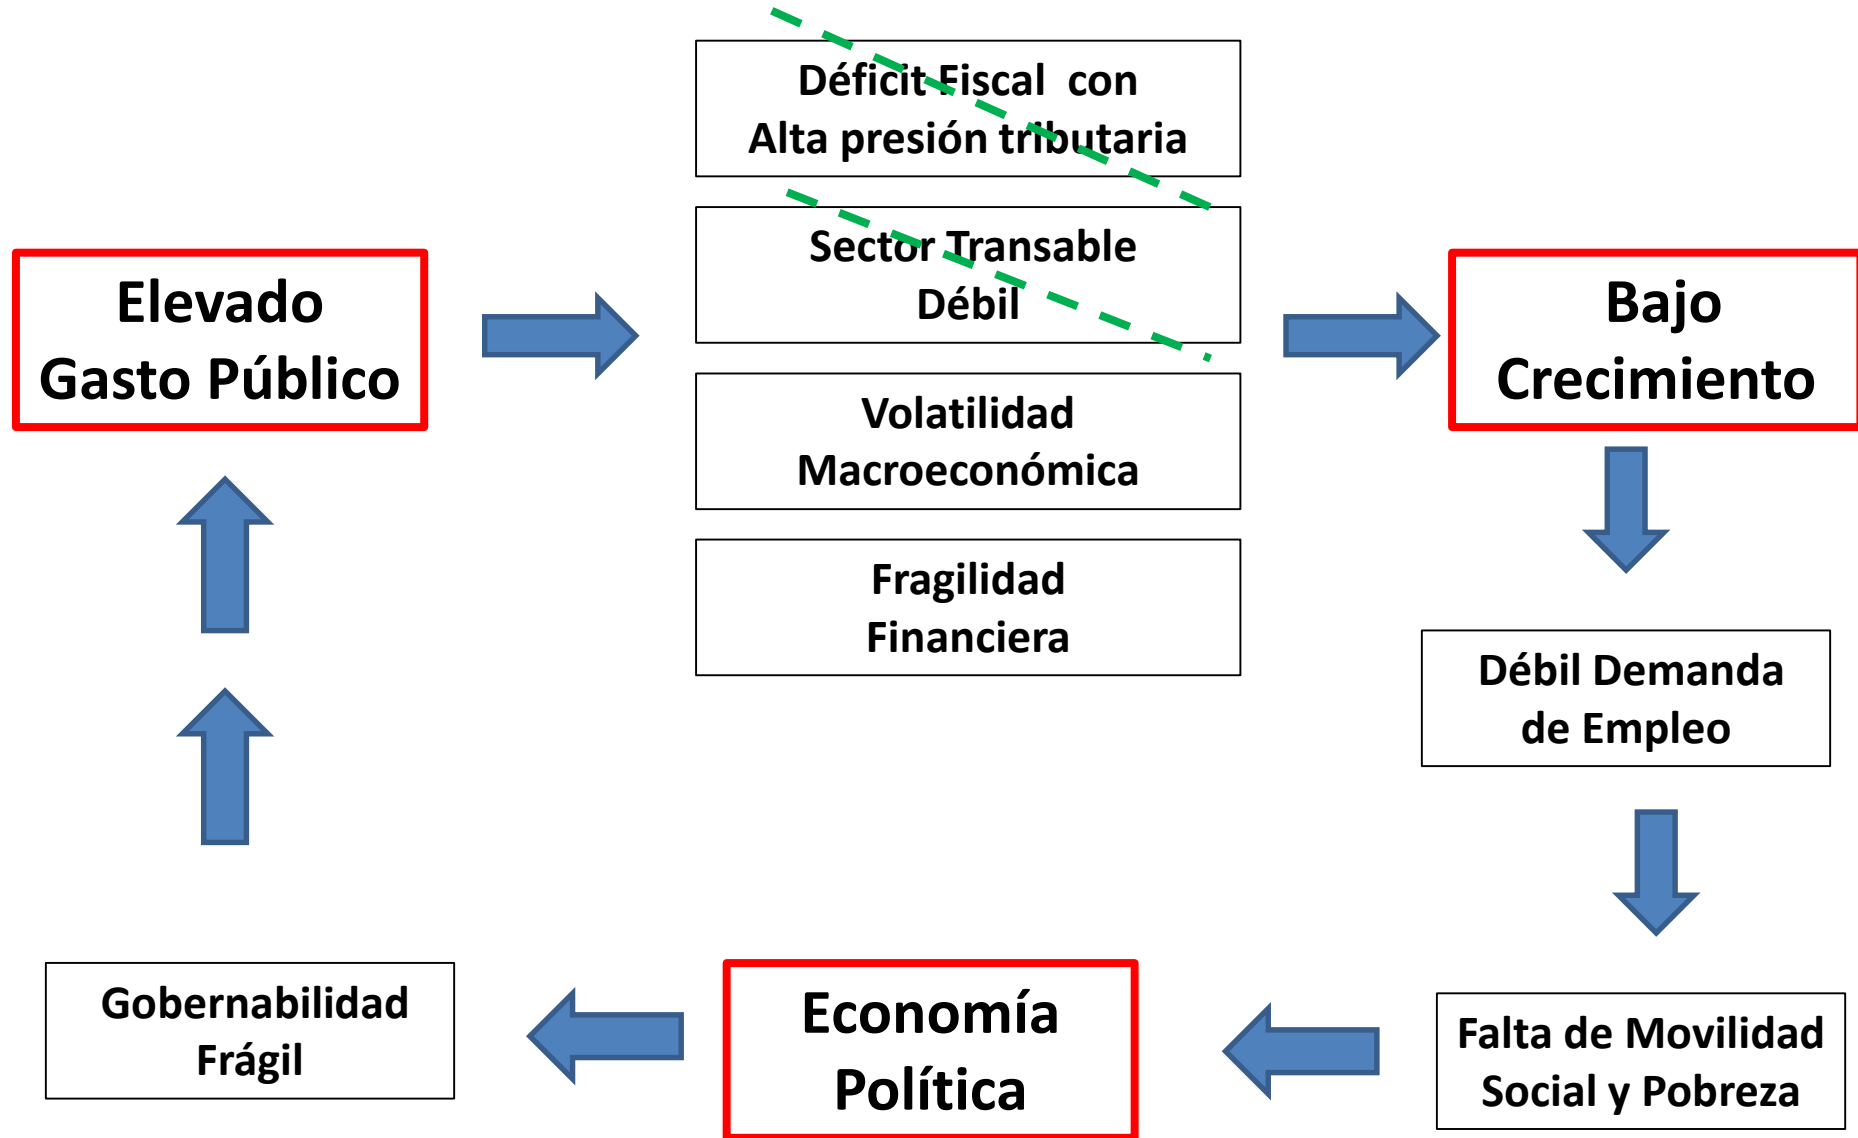 Déficit Fiscal con
Alta presión tributaria
Sector Transable
Débil
Elevado
Gasto Público
Bajo
Crecimiento
Volatilidad
Macroeconómica
Fragilidad
Financiera
Débil Demanda
de Empleo
Gobernabilidad
Frágil
Economía
Política
Falta de Movilidad
Social y Pobreza